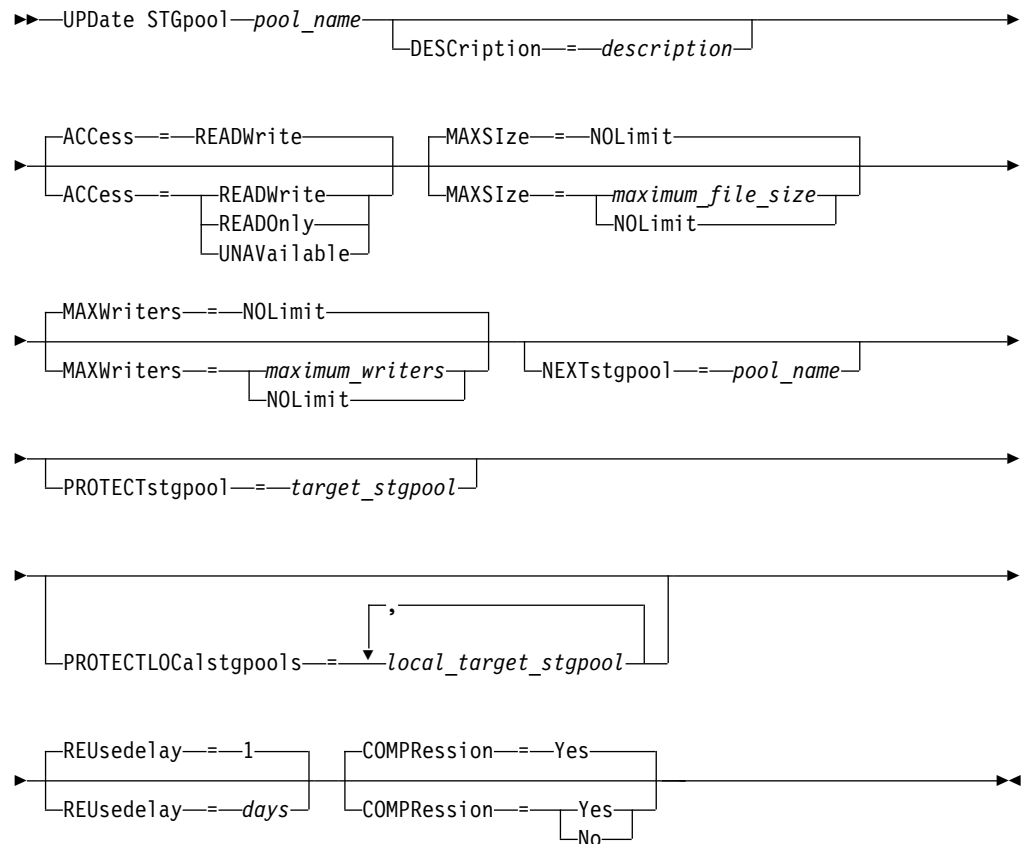 UPDate STGpool pool_name
DESCription = description
ACCess = READWrite
ACCess = READWrite
READOnly
UNAVailable
MAXSIze = NOLimit
MAXSIze = maximum_file_size
NOLimit
MAXWriters = NOLimit
MAXWriters = maximum_writers
NOLimit
NEXTstgpool = pool_name
PROTECTstgpool = target_stgpool
,
PROTECTLOCalstgpools = local_target_stgpool
REUsedelay = 1
REUsedelay = days
COMPRession = Yes
COMPRession = Yes
No